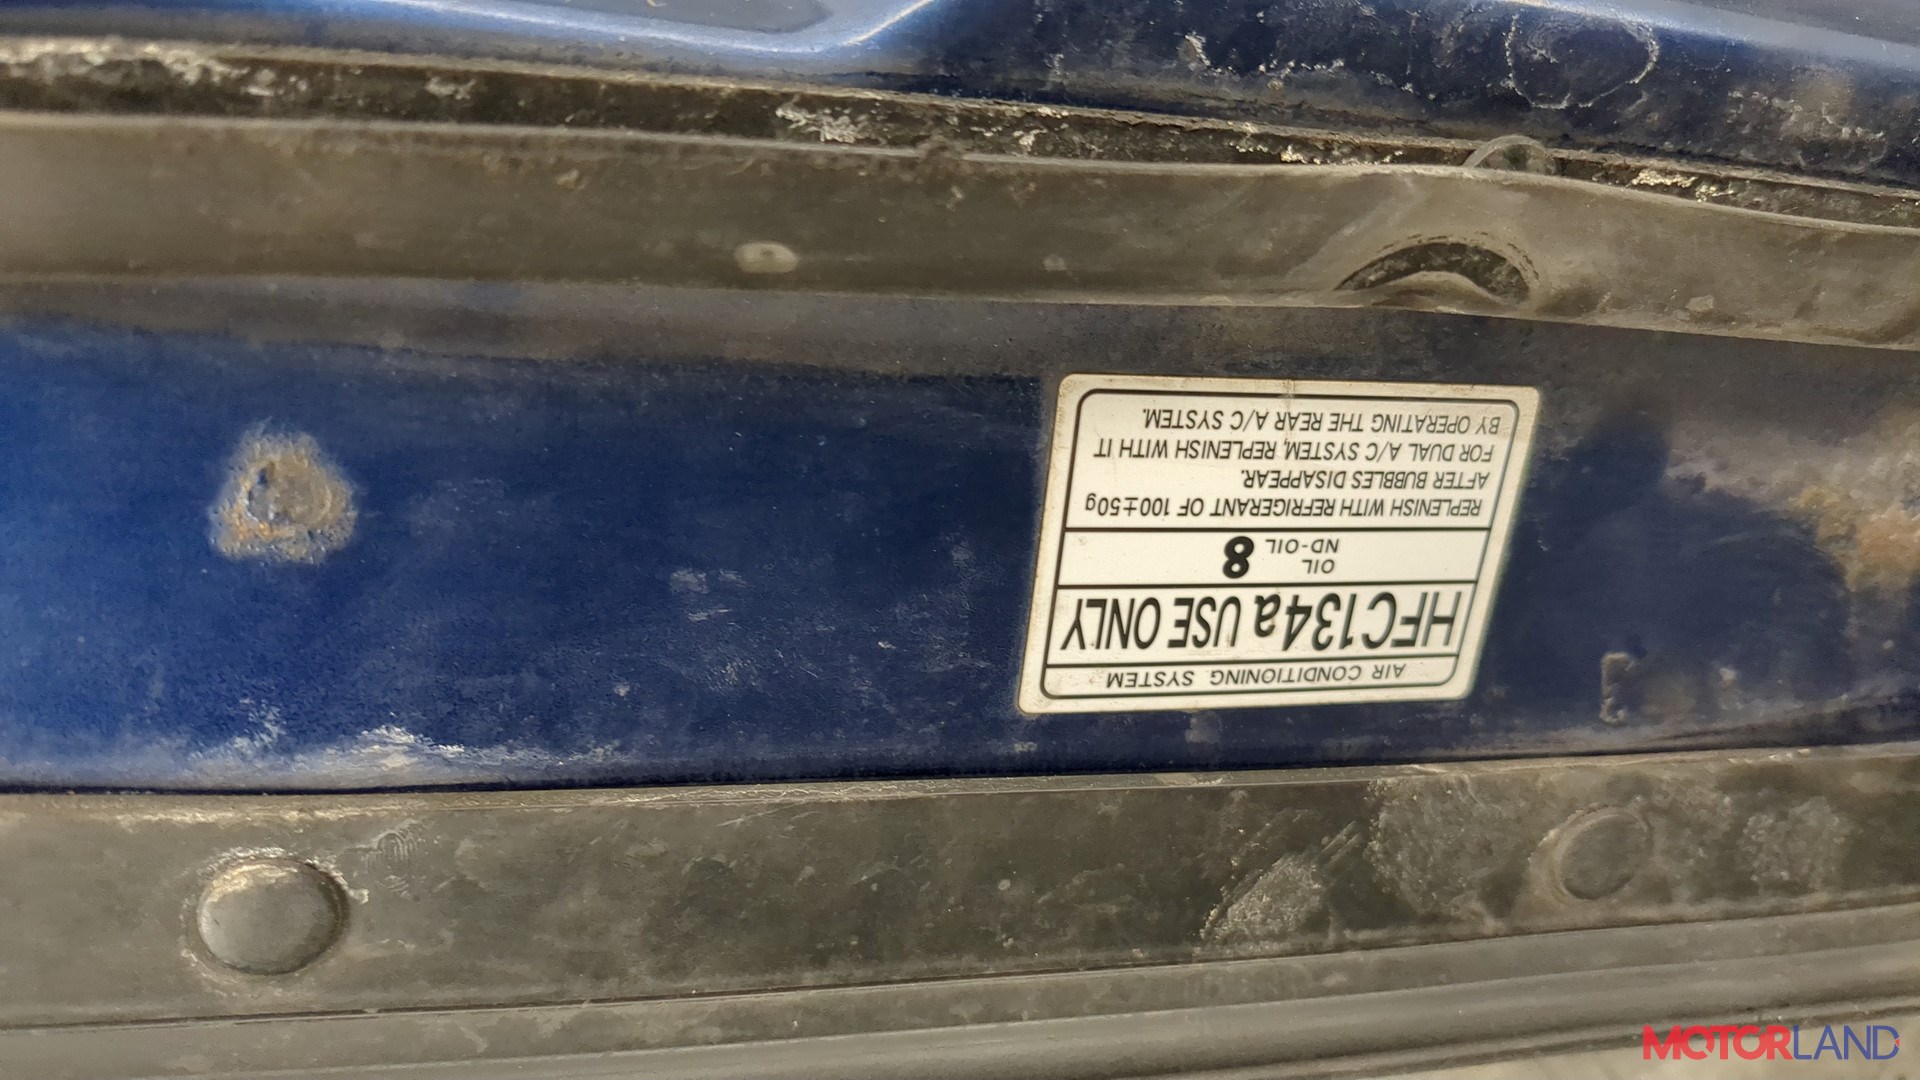 AIR CONDITIONING SYSTEM
HFC134a USE ONLY
OIL
ND-OIL 8
REPLENISH WITH REFRIGERANT OF 100±50g
AFTER BUBBLES DISAPPEAR.
FOR DUAL A/C SYSTEM, REPLENISH WITH IT
BY OPERATING THE REAR A/C SYSTEM.
MOTORLAND